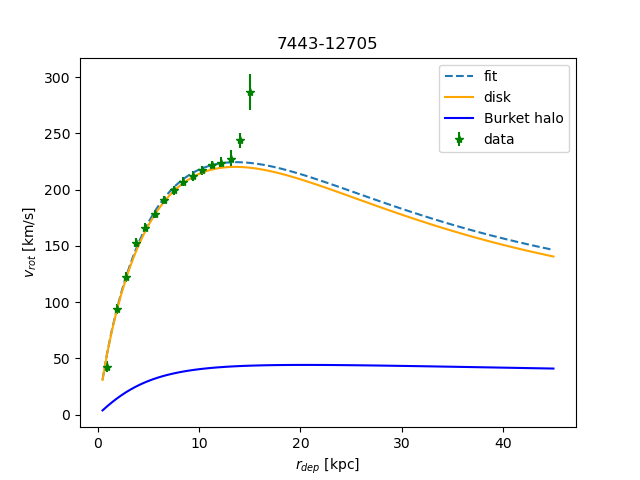 7443-12705
fit
disk
Burket halo
data
300
250
200
150
100
50
0
v_rot [km/s]
0 10 20 30 40
r_dep [kpc]